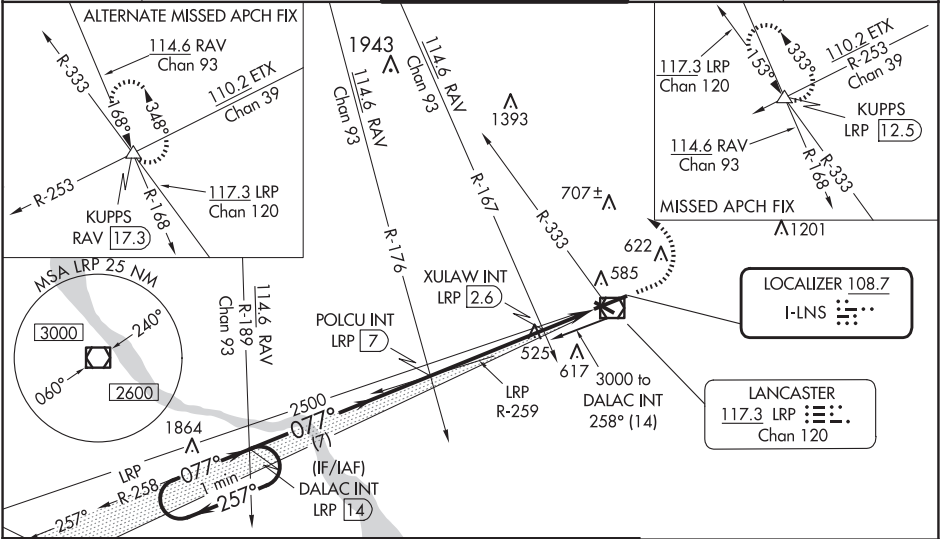 ALTERNATE MISSED APCH FIX
114.6 RAV
Chan 93
R-333
110.2 ETX
Chan 39
168°
348°
R-253
117.3 LRP
Chan 120
R-168
KUPPS
RAV 17.3
1943
114.6 RAV
Chan 93
R-176
114.6 RAV
Chan 93
R-167
1393
R-333
707±
622
585
525
617
1201
117.3 LRP
Chan 120
153°
333°
110.2 ETX
R-253
Chan 39
KUPPS
LRP 12.5
114.6 RAV
Chan 93
R-333
R-168
MISSED APCH FIX
MSA LRP 25 NM
3000
240°
060°
2600
114.6 RAV
R-189
Chan 93
XULAW INT
LRP 2.6
POLCU INT
LRP 7
LOCALIZER 108.7
I-LNS
LRP
R-259
3000 to
DALAC INT
258° (14)
LANCASTER
117.3 LRP
Chan 120
1864
2500
077°
(7)
(IF/IAF)
DALAC INT
LRP 14
LRP
R-258
077°
1 min
257°
257°